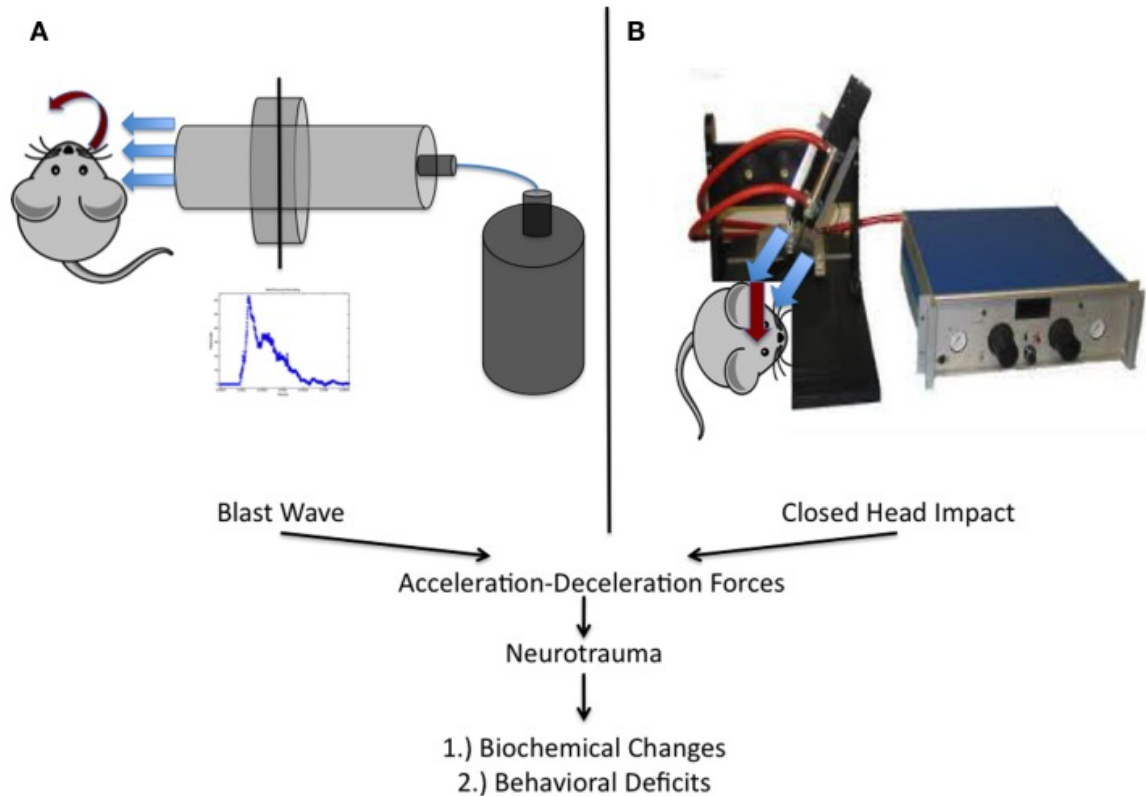 A
B
Blast Wave
Closed Head Impact
Acceleration-Deceleration Forces
Neurotrauma
1.) Biochemical Changes
2.) Behavioral Deficits